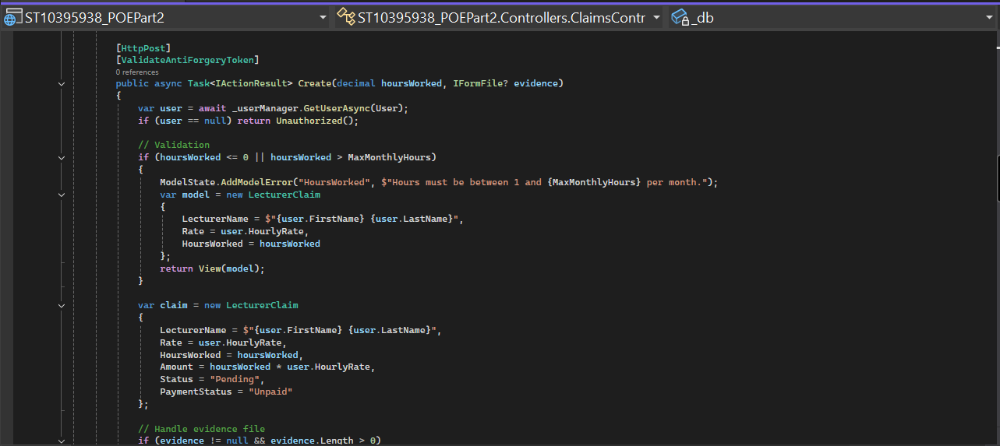 ST10395938_POEPart2
ST10395938_POEPart2.Controllers.ClaimsContr
_db
[HttpPost]
[ValidateAntiForgeryToken]
0 references
public async Task<IActionResult> Create(decimal hoursWorked, IFormFile? evidence)
{
var user = await _userManager.GetUserAsync(User);
if (user == null) return Unauthorized();
// Validation
if (hoursWorked <= 0 || hoursWorked > MaxMonthlyHours)
{
ModelState.AddModelError("HoursWorked", $"Hours must be between 1 and {MaxMonthlyHours} per month.");
var model = new LecturerClaim
{
LecturerName = $"{user.FirstName} {user.LastName}",
Rate = user.HourlyRate,
HoursWorked = hoursWorked
};
return View(model);
}
var claim = new LecturerClaim
{
LecturerName = $"{user.FirstName} {user.LastName}",
Rate = user.HourlyRate,
HoursWorked = hoursWorked,
Amount = hoursWorked * user.HourlyRate,
Status = "Pending",
PaymentStatus = "Unpaid"
};
// Handle evidence file
if (evidence != null && evidence.Length > 0)